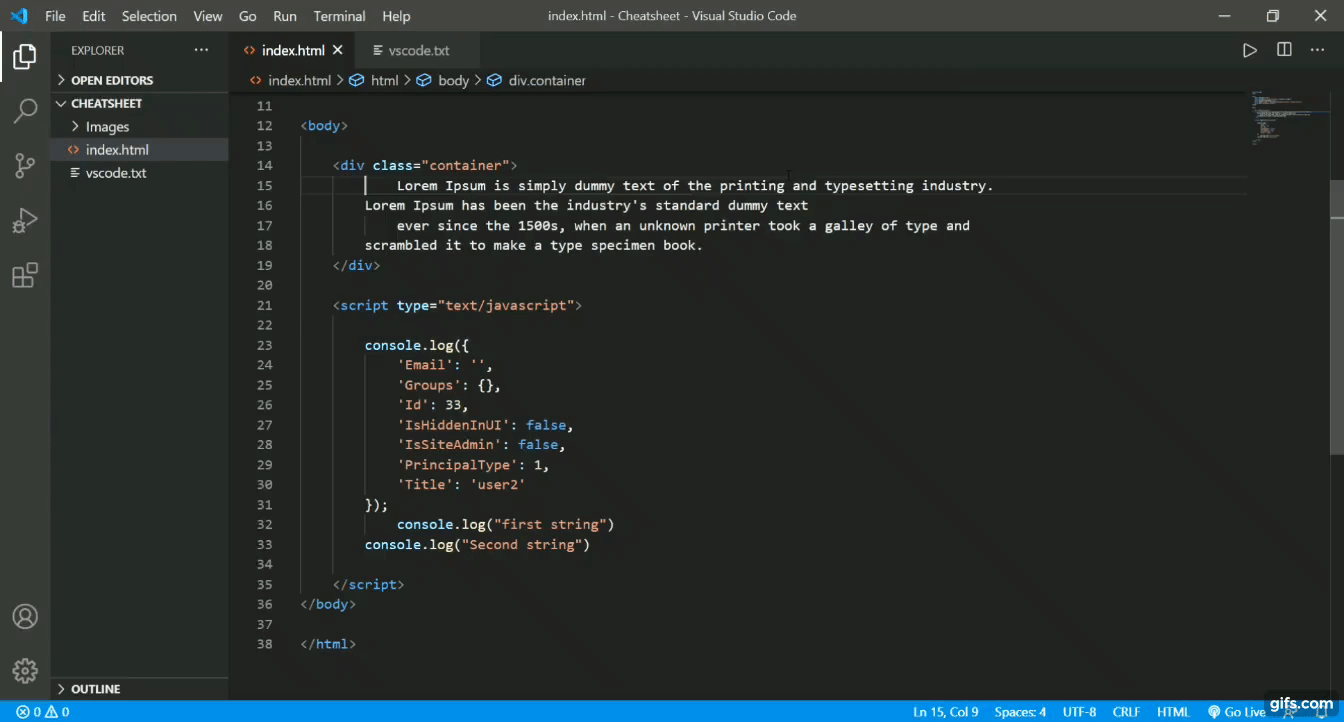 File Edit Selection View Go Run Terminal Help index.html - Cheatsheet - Visual Studio Code
EXPLORER ··· index.html vscode.txt
OPEN EDITORS index.html > html > body > div.container
CHEATSHEET
Images
index.html
vscode.txt
11
12 <body>
13
14 <div class="container">
15 Lorem Ipsum is simply dummy text of the printing and typesetting industry.
16 Lorem Ipsum has been the industry's standard dummy text
17 ever since the 1500s, when an unknown printer took a galley of type and
18 scrambled it to make a type specimen book.
19 </div>
20
21 <script type="text/javascript">
22
23 console.log({
24 'Email': '',
25 'Groups': {},
26 'Id': 33,
27 'IsHiddenInUI': false,
28 'IsSiteAdmin': false,
29 'PrincipalType': 1,
30 'Title': 'user2'
31 });
32 console.log("first string")
33 console.log("Second string")
34
35 </script>
36 </body>
37
38 </html>
OUTLINE
0 0 Ln 15, Col 9 Spaces: 4 UTF-8 CRLF HTML Go Live
gifs.com